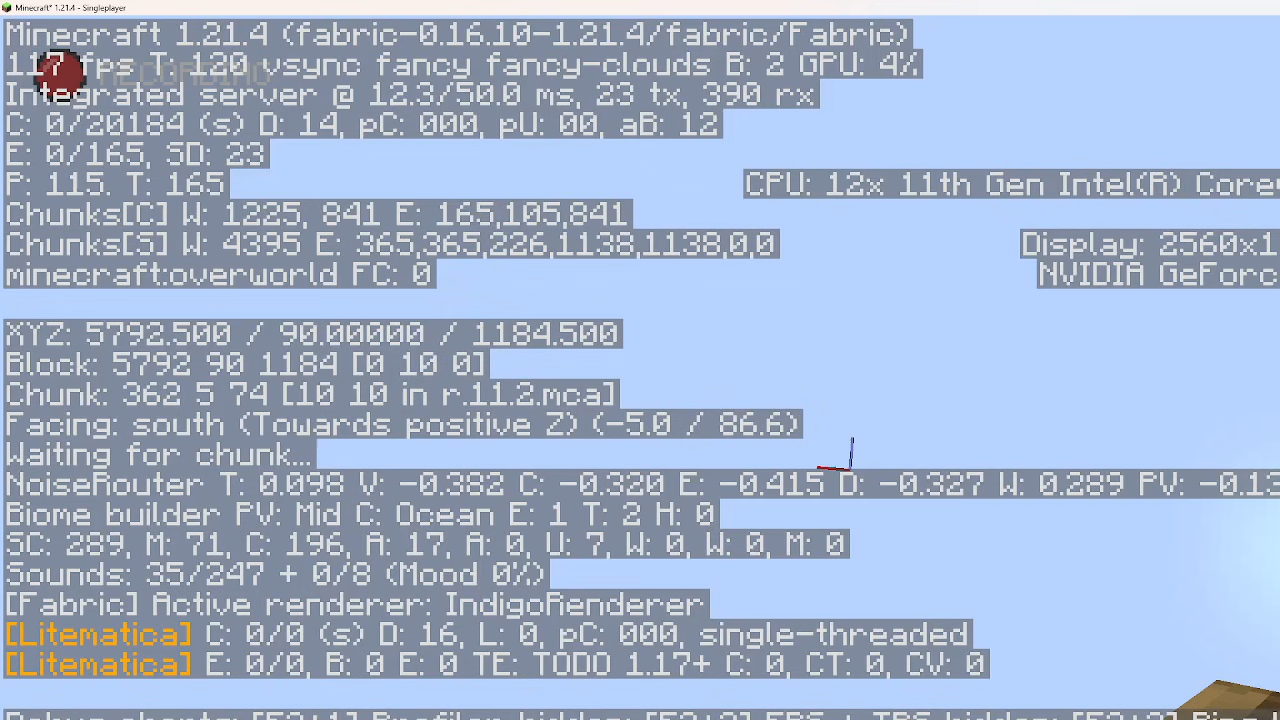 Minecraft* 1.21.4 - Singleplayer
Minecraft 1.21.4 (fabric-0.16.10-1.21.4/fabric/Fabric)
117 fps T: 120 vsync fancy fancy-clouds B: 2 GPU: 4%
RECORDING
Integrated server @ 12.3/50.0 ms, 23 tx, 390 rx
C: 0/20184 (s) D: 14, pC: 000, pU: 00, aB: 12
E: 0/165, SD: 23
P: 115. T: 165
CPU: 12x 11th Gen Intel(R) Core
Chunks[C] W: 1225, 841 E: 165,105,841
Chunks[S] W: 4395 E: 365,365,226,1138,1138,0,0
Display: 2560x1
minecraft:overworld FC: 0
NVIDIA GeForc
XYZ: 5792.500 / 90.00000 / 1184.500
Block: 5792 90 1184 [0 10 0]
Chunk: 362 5 74 [10 10 in r.11.2.mca]
Facing: south (Towards positive Z) (-5.0 / 86.6)
Waiting for chunk...
NoiseRouter T: 0.098 V: -0.382 C: -0.320 E: -0.415 D: -0.327 W: 0.289 PV: -0.13
Biome builder PV: Mid C: Ocean E: 1 T: 2 H: 0
SC: 289, M: 71, C: 196, A: 17, A: 0, U: 7, W: 0, W: 0, M: 0
Sounds: 35/247 + 0/8 (Mood 0%)
[Fabric] Active renderer: IndigoRenderer
[Litematica] C: 0/0 (s) D: 16, L: 0, pC: 000, single-threaded
[Litematica] E: 0/0, B: 0 E: 0 TE: TODO 1.17+ C: 0, CT: 0, CV: 0